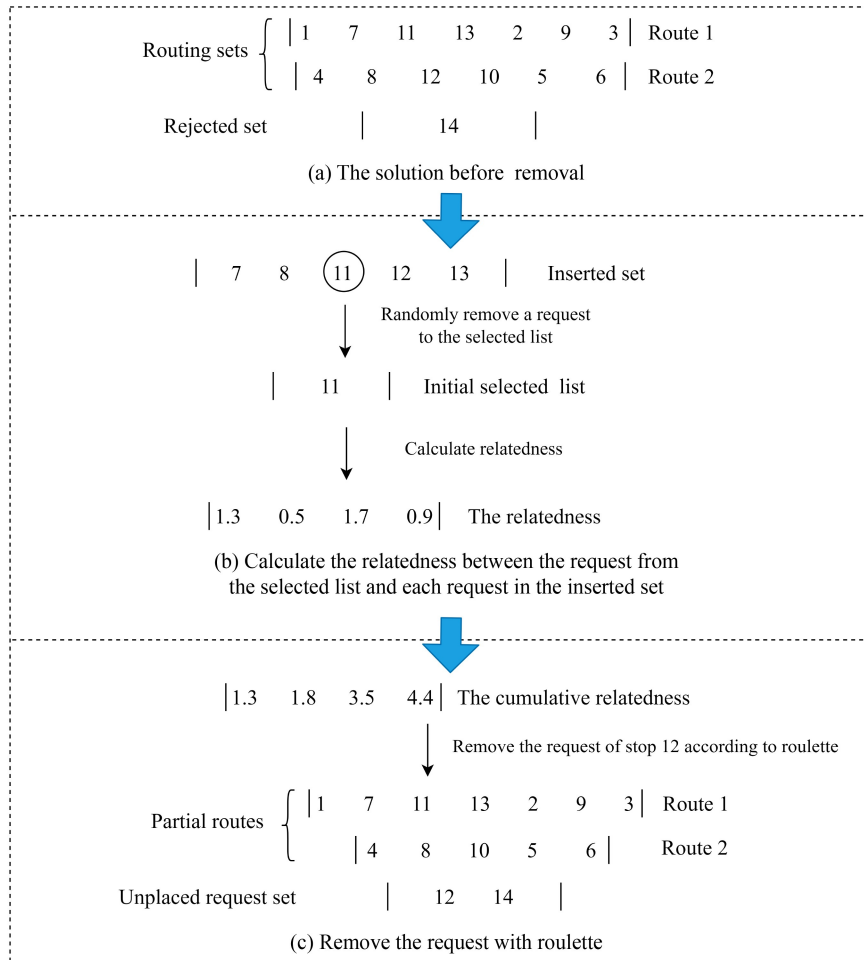 1 7 11 13 2 9 3 Route 1
Routing sets
4 8 12 10 5 6 Route 2
Rejected set 14
(a) The solution before removal
7 8 11 12 13 Inserted set
Randomly remove a request
to the selected list
11 Initial selected list
Calculate relatedness
1.3 0.5 1.7 0.9 The relatedness
(b) Calculate the relatedness between the request from
the selected list and each request in the inserted set
1.3 1.8 3.5 4.4 The cumulative relatedness
Remove the request of stop 12 according to roulette
1 7 11 13 2 9 3 Route 1
Partial routes
4 8 10 5 6 Route 2
Unplaced request set 12 14
(c) Remove the request with roulette